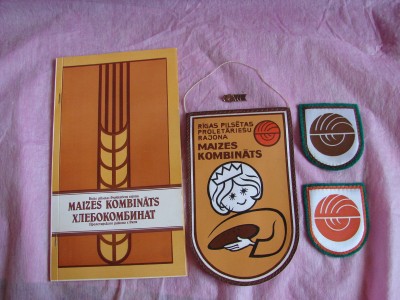 MAIZES KOMBINĀTS
ХЛЕБОКОМБИНАТ
RĪGAS PILSĒTAS
PROLETĀRIEŠU
RAJONA
MAIZES
KOMBINĀTS